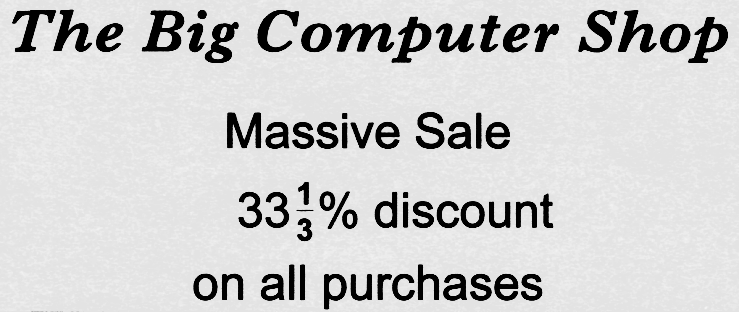 The Big Computer Shop
Massive Sale
33⅓% discount
on all purchases